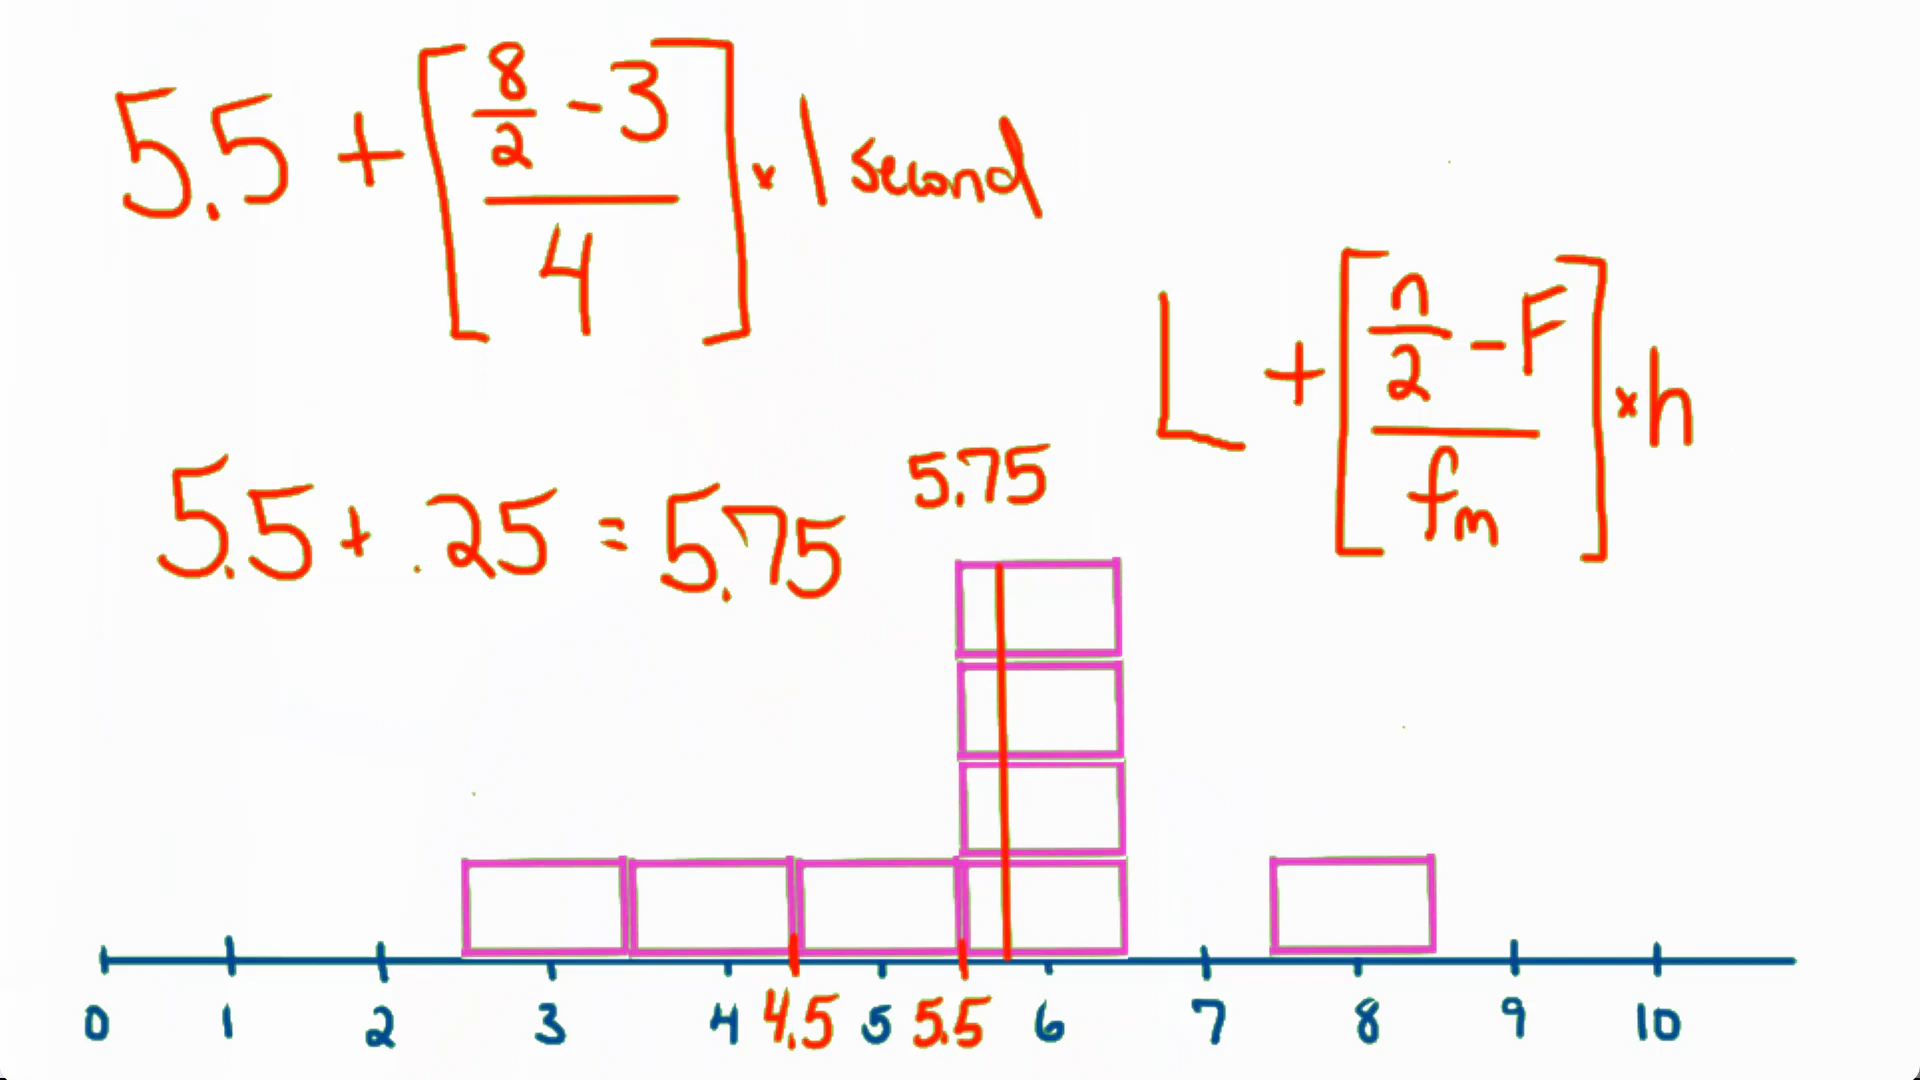 5.5 + [ (8/2 - 3) / 4 ] × 1 second
L + [ (n/2 - F) / fm ] × h
5.5 + .25 = 5.75
5.75
0 1 2 3 4 4.5 5 5.5 6 7 8 9 10